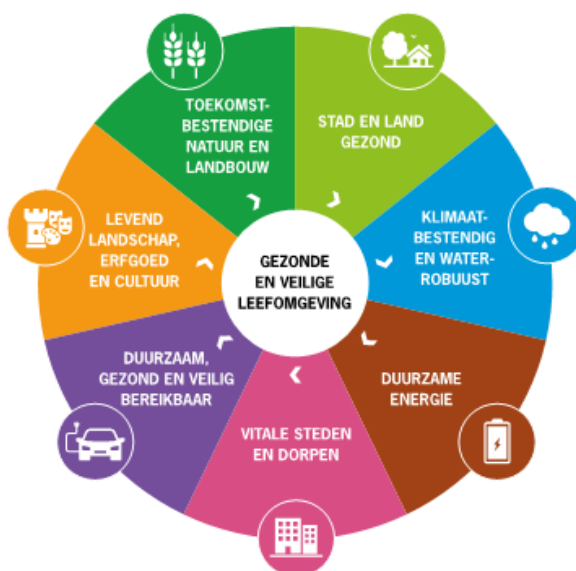 TOEKOMST-
BESTENDIGE
NATUUR EN
LANDBOUW
STAD EN LAND
GEZOND
LEVEND
LANDSCHAP,
ERFGOED
EN CULTUUR
GEZONDE
EN VEILIGE
LEEFOMGEVING
KLIMAAT-
BESTENDIG
EN WATER-
ROBUUST
DUURZAAM,
GEZOND EN VEILIG
BEREIKBAAR
DUURZAME
ENERGIE
VITALE STEDEN
EN DORPEN